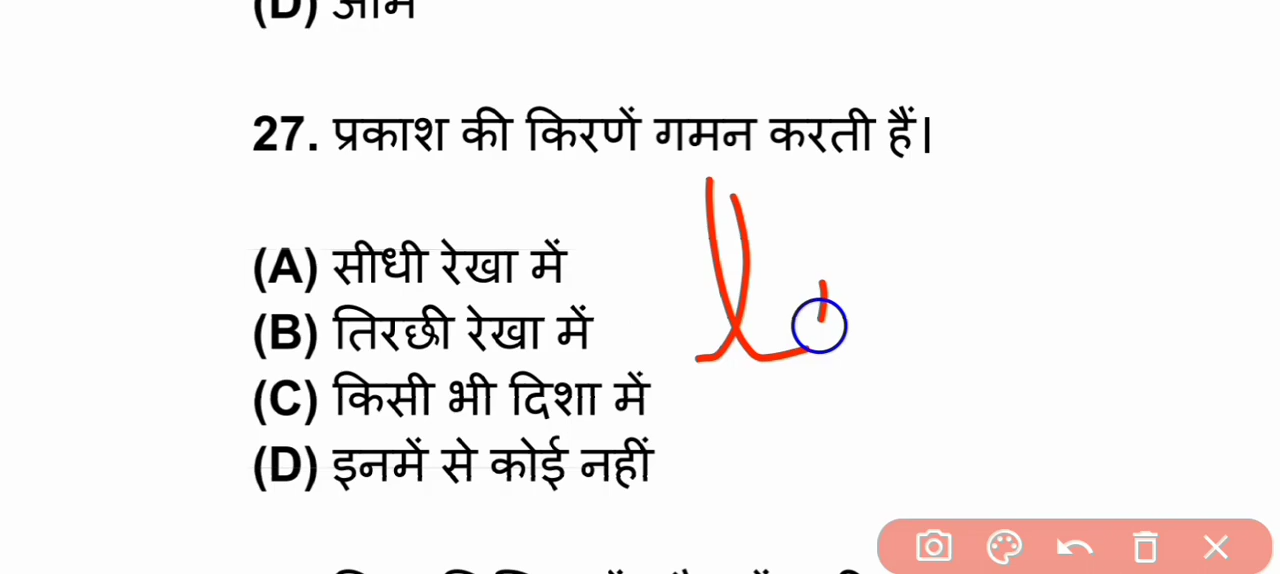 27. प्रकाश की किरणें गमन करती हैं।
(A) सीधी रेखा में
(B) तिरछी रेखा में
(C) किसी भी दिशा में
(D) इनमें से कोई नहीं